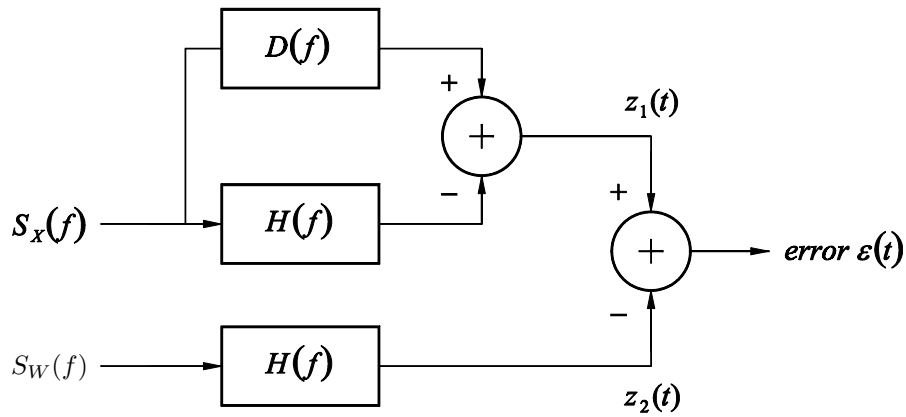 D(f)
+
+
z₁(t)
−
+
S_X(f)
H(f)
+
error ε(t)
−
S_W(f)
H(f)
z₂(t)